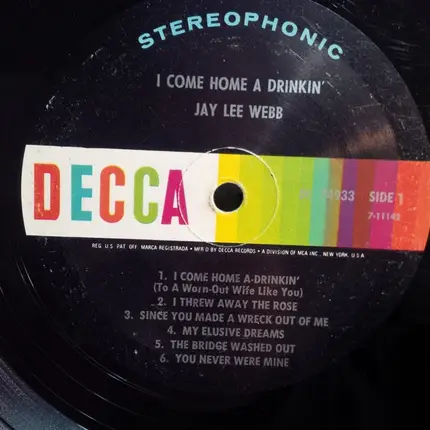 STEREOPHONIC
I COME HOME A DRINKIN'
JAY LEE WEBB
DECCA
SIDE 1
7-11142
REG. U.S. PAT. OFF. MARCA REGISTRADA • MFR'D BY DECCA RECORDS • A DIVISION OF MCA INC., NEW YORK, U.S.A.
1. I COME HOME A-DRINKIN'
(To A Worn-Out Wife Like You)
2. I THREW AWAY THE ROSE
3. SINCE YOU MADE A WRECK OUT OF ME
4. MY ELUSIVE DREAMS
5. THE BRIDGE WASHED OUT
6. YOU NEVER WERE MINE